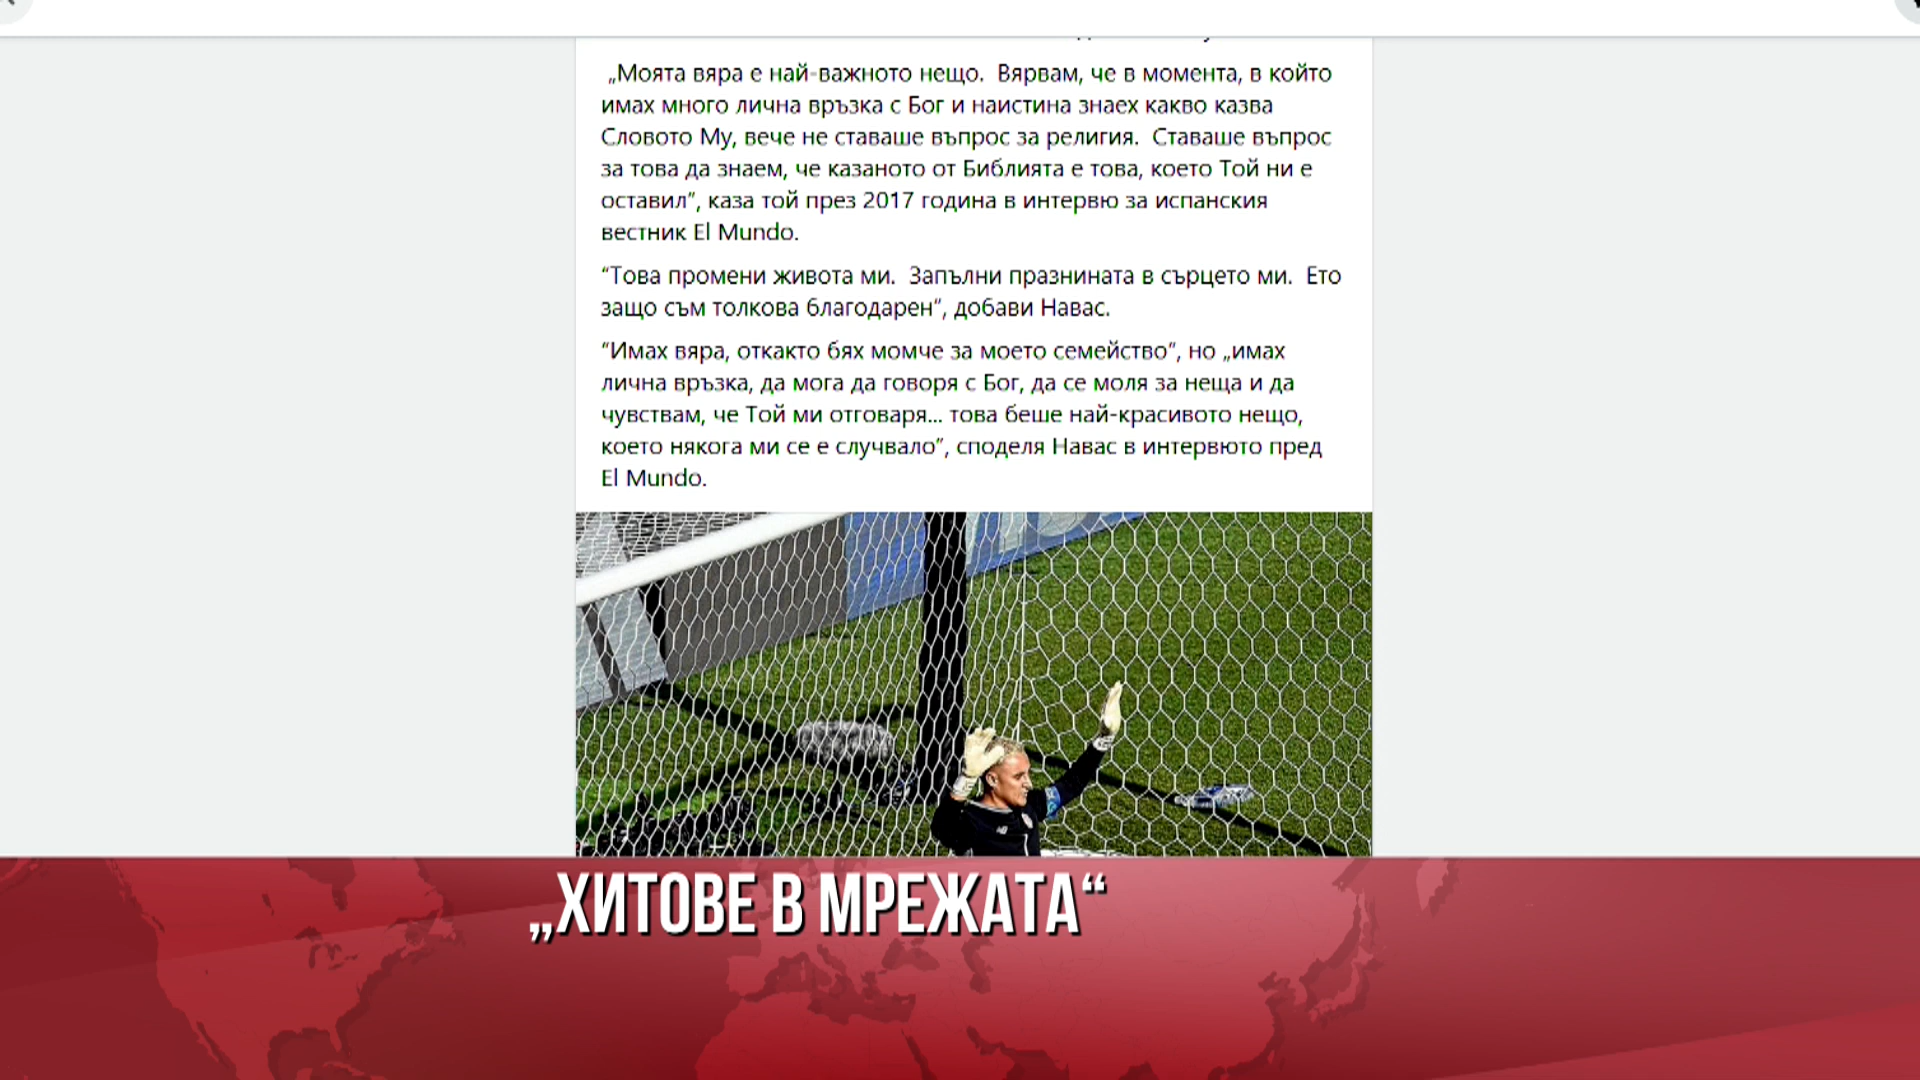 „Моята вяра е най-важното нещо. Вярвам, че в момента, в който
имах много лична връзка с Бог и наистина знаех какво казва
Словото Му, вече не ставаше въпрос за религия. Ставаше въпрос
за това да знаем, че казаното от Библията е това, което Той ни е
оставил”, каза той през 2017 година в интервю за испанския
вестник El Mundo.
“Това промени живота ми. Запълни празнината в сърцето ми. Ето
защо съм толкова благодарен“, добави Навас.
“Имах вяра, откакто бях момче за моето семейство”, но „имах
лична връзка, да мога да говоря с Бог, да се моля за неща и да
чувствам, че Той ми отговаря... това беше най-красивото нещо,
което някога ми се е случвало”, споделя Навас в интервюто пред
El Mundo.
„ХИТОВЕ В МРЕЖАТА“